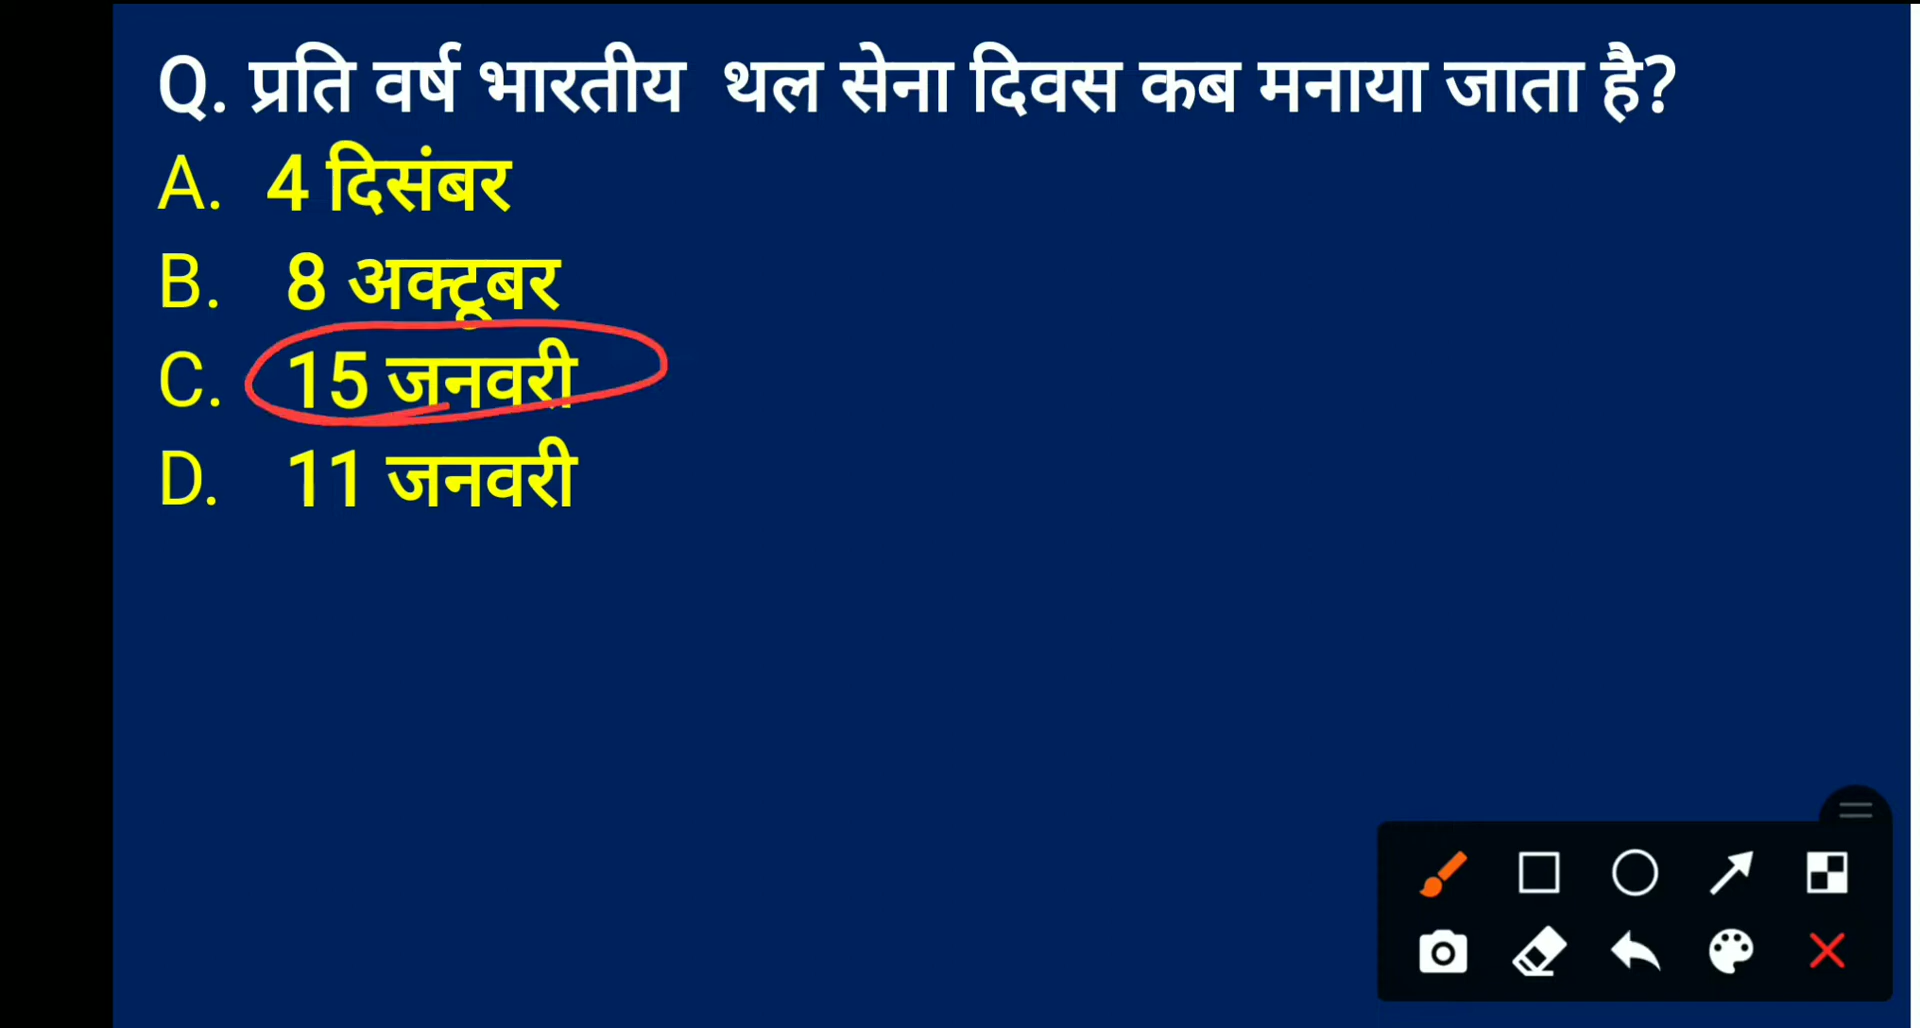 Q. प्रति वर्ष भारतीय थल सेना दिवस कब मनाया जाता है?
A. 4 दिसंबर
B. 8 अक्टूबर
C. 15 जनवरी
D. 11 जनवरी